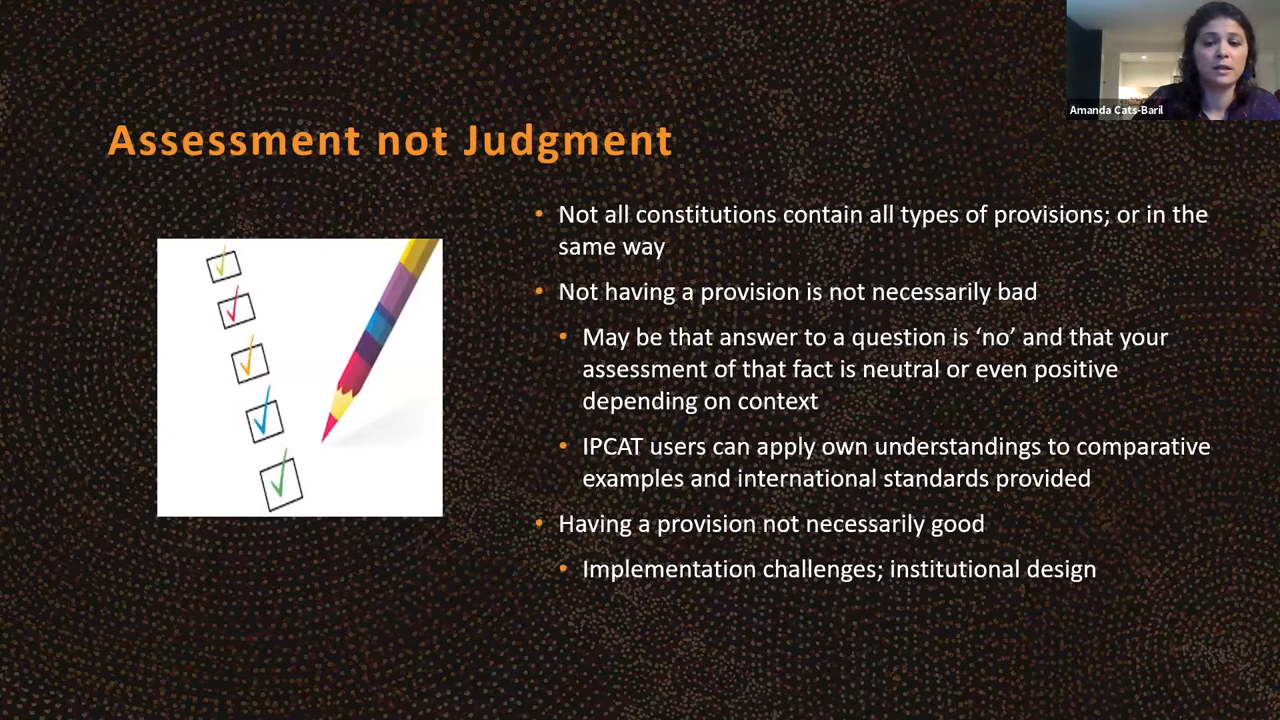 Amanda Cats-Baril
Assessment not Judgment
• Not all constitutions contain all types of provisions; or in the
same way
• Not having a provision is not necessarily bad
• May be that answer to a question is ‘no’ and that your
assessment of that fact is neutral or even positive
depending on context
• IPCAT users can apply own understandings to comparative
examples and international standards provided
• Having a provision not necessarily good
• Implementation challenges; institutional design